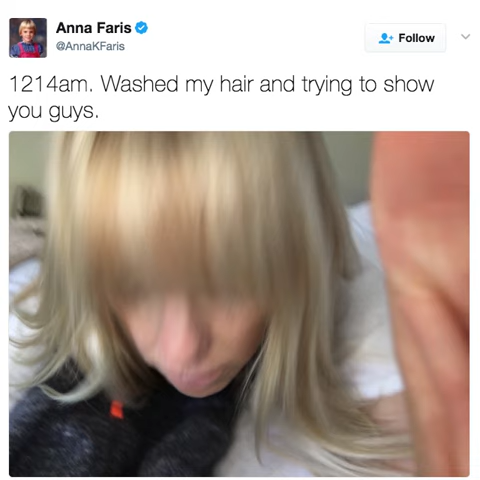 Anna Faris
@AnnaKFaris
Follow
1214am. Washed my hair and trying to show
you guys.